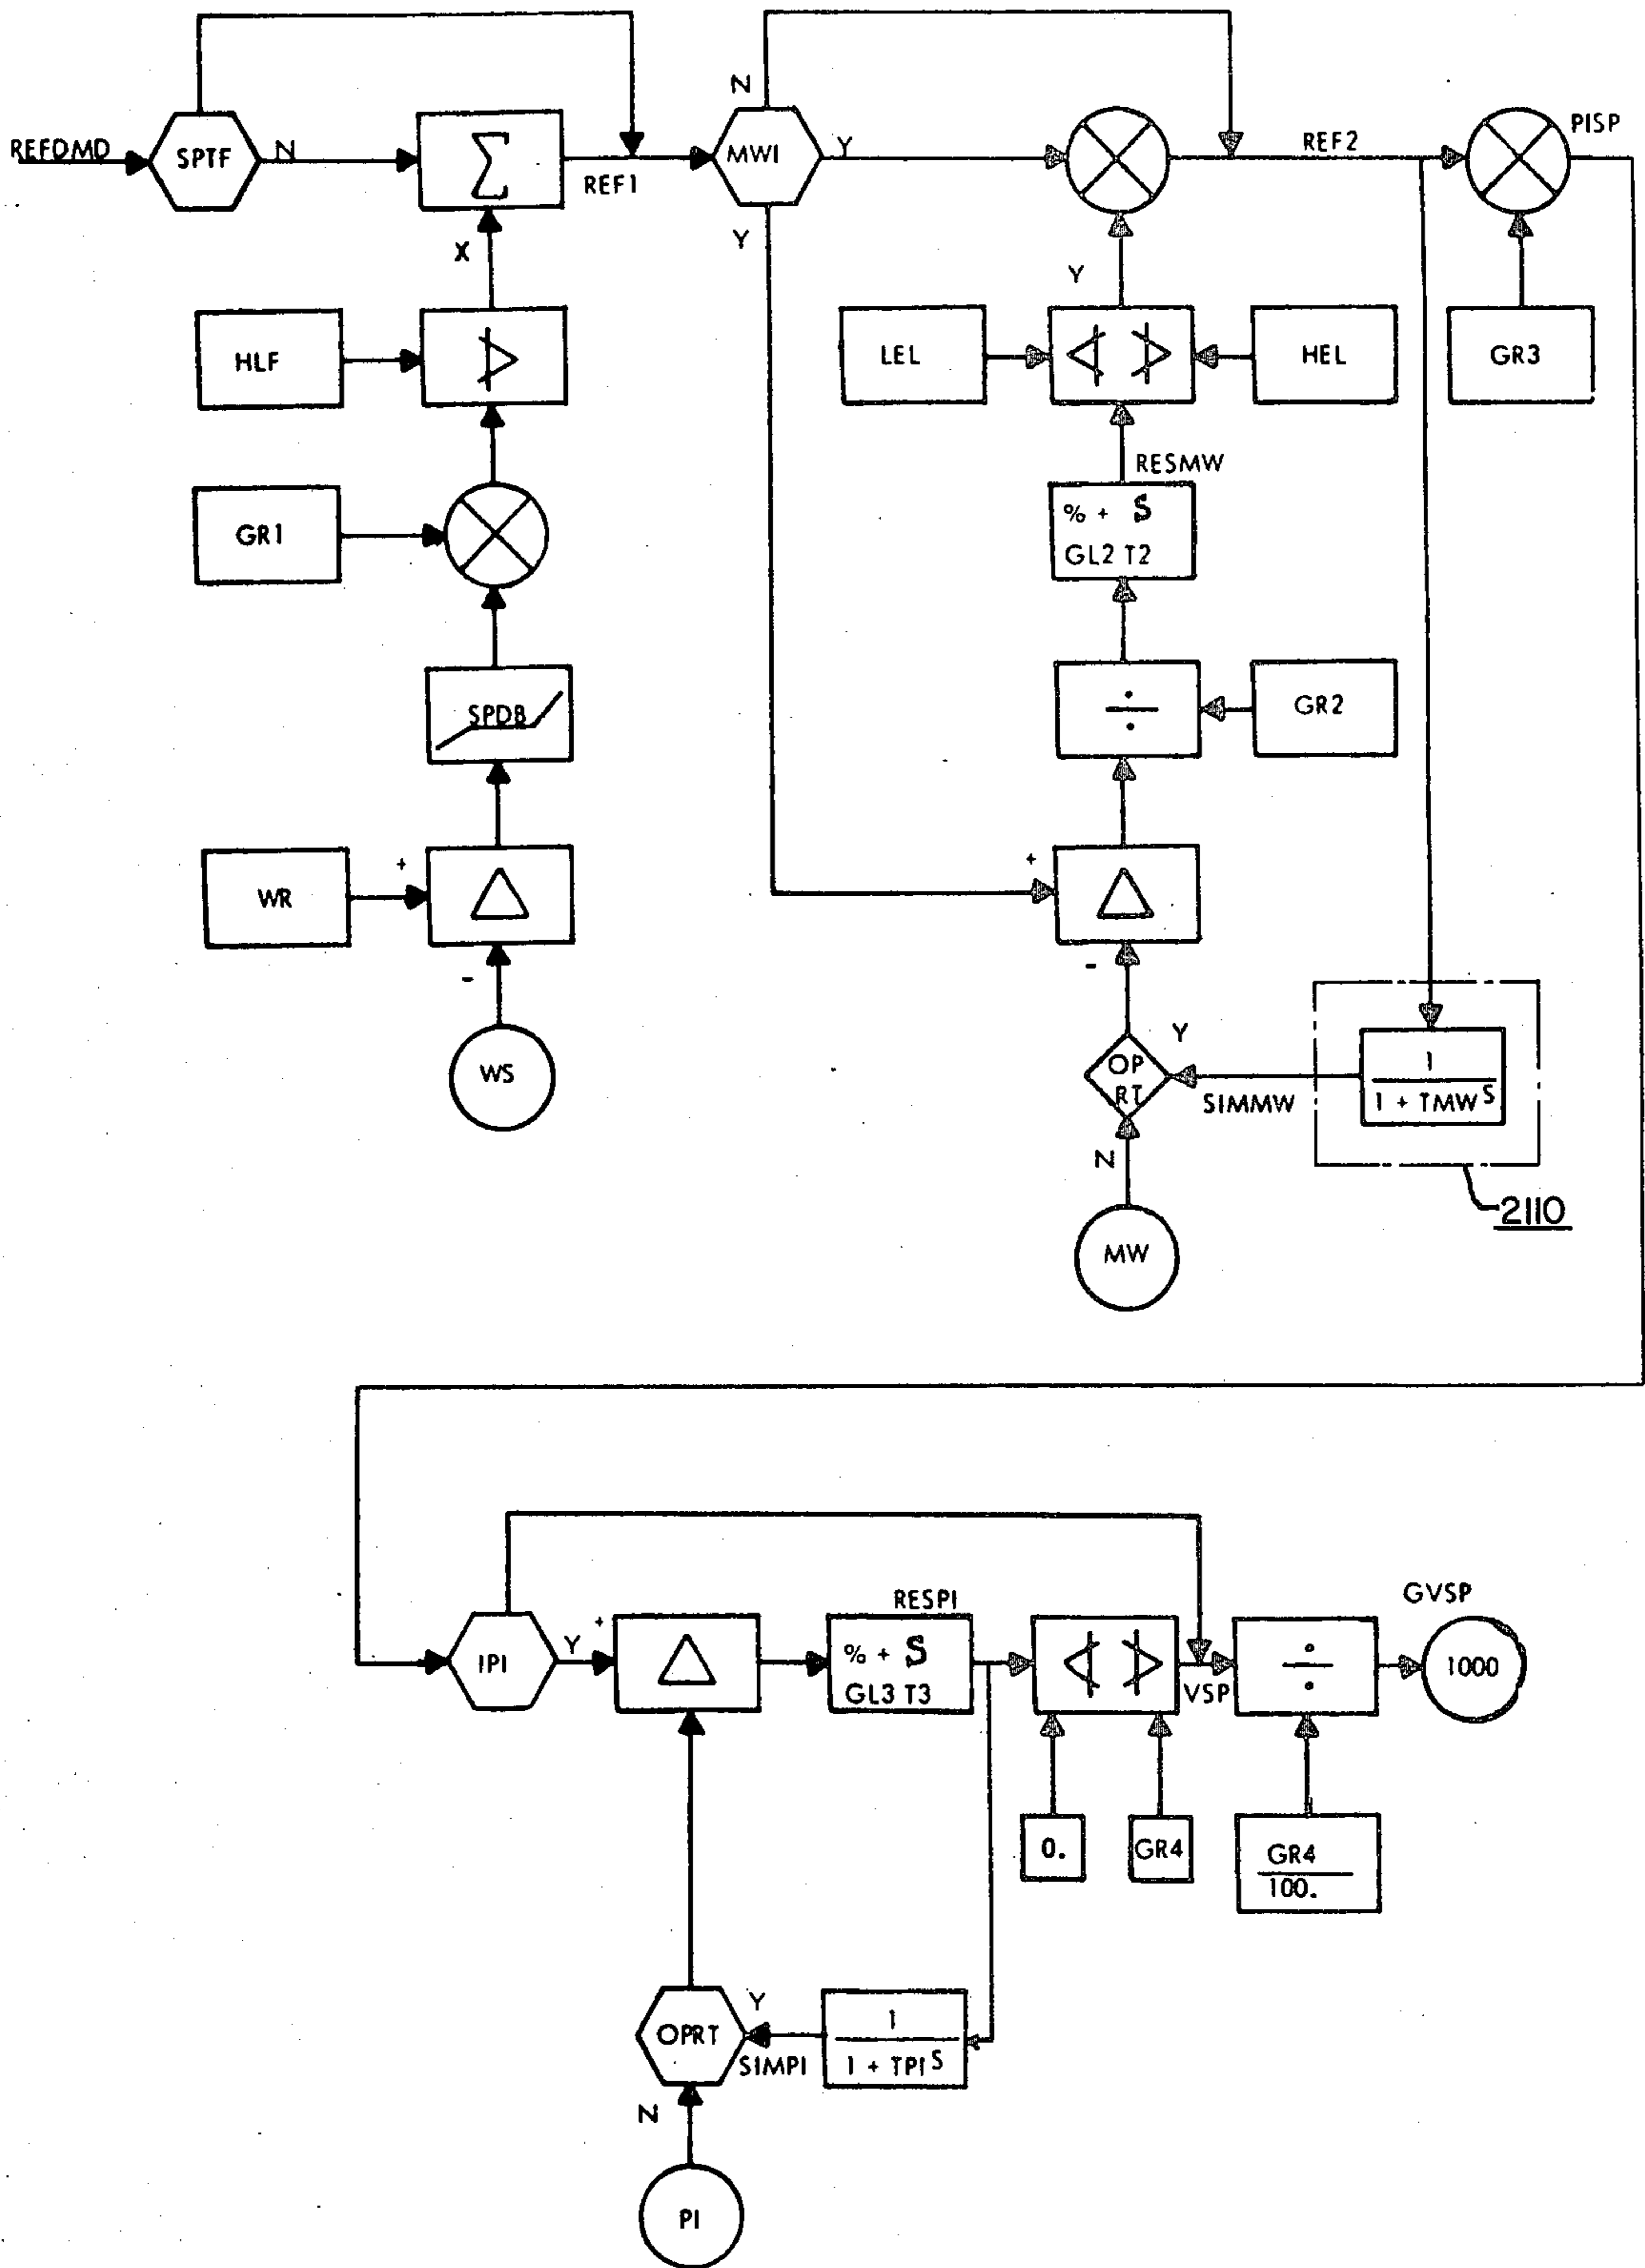 N
REFDMD
SPTF
N
Σ
REF1
MWI
Y
REF2
PISP
Y
X
Y
HLF
LEL
HEL
GR3
RESMW
GR1
% + S
GL2 T2
SPDB
÷
GR2
WR
+
Δ
-
WS
+
Δ
-
Y
OP
RT
SIMMW
1
1 + TMW S
N
2110
MW
GVSP
RESPI
IPI
Y
+
Δ
% + S
GL3 T3
VSP
÷
1000
0.
GR4
GR4
100.
Y
OPRT
SIMPI
1
1 + TPI S
N
PI